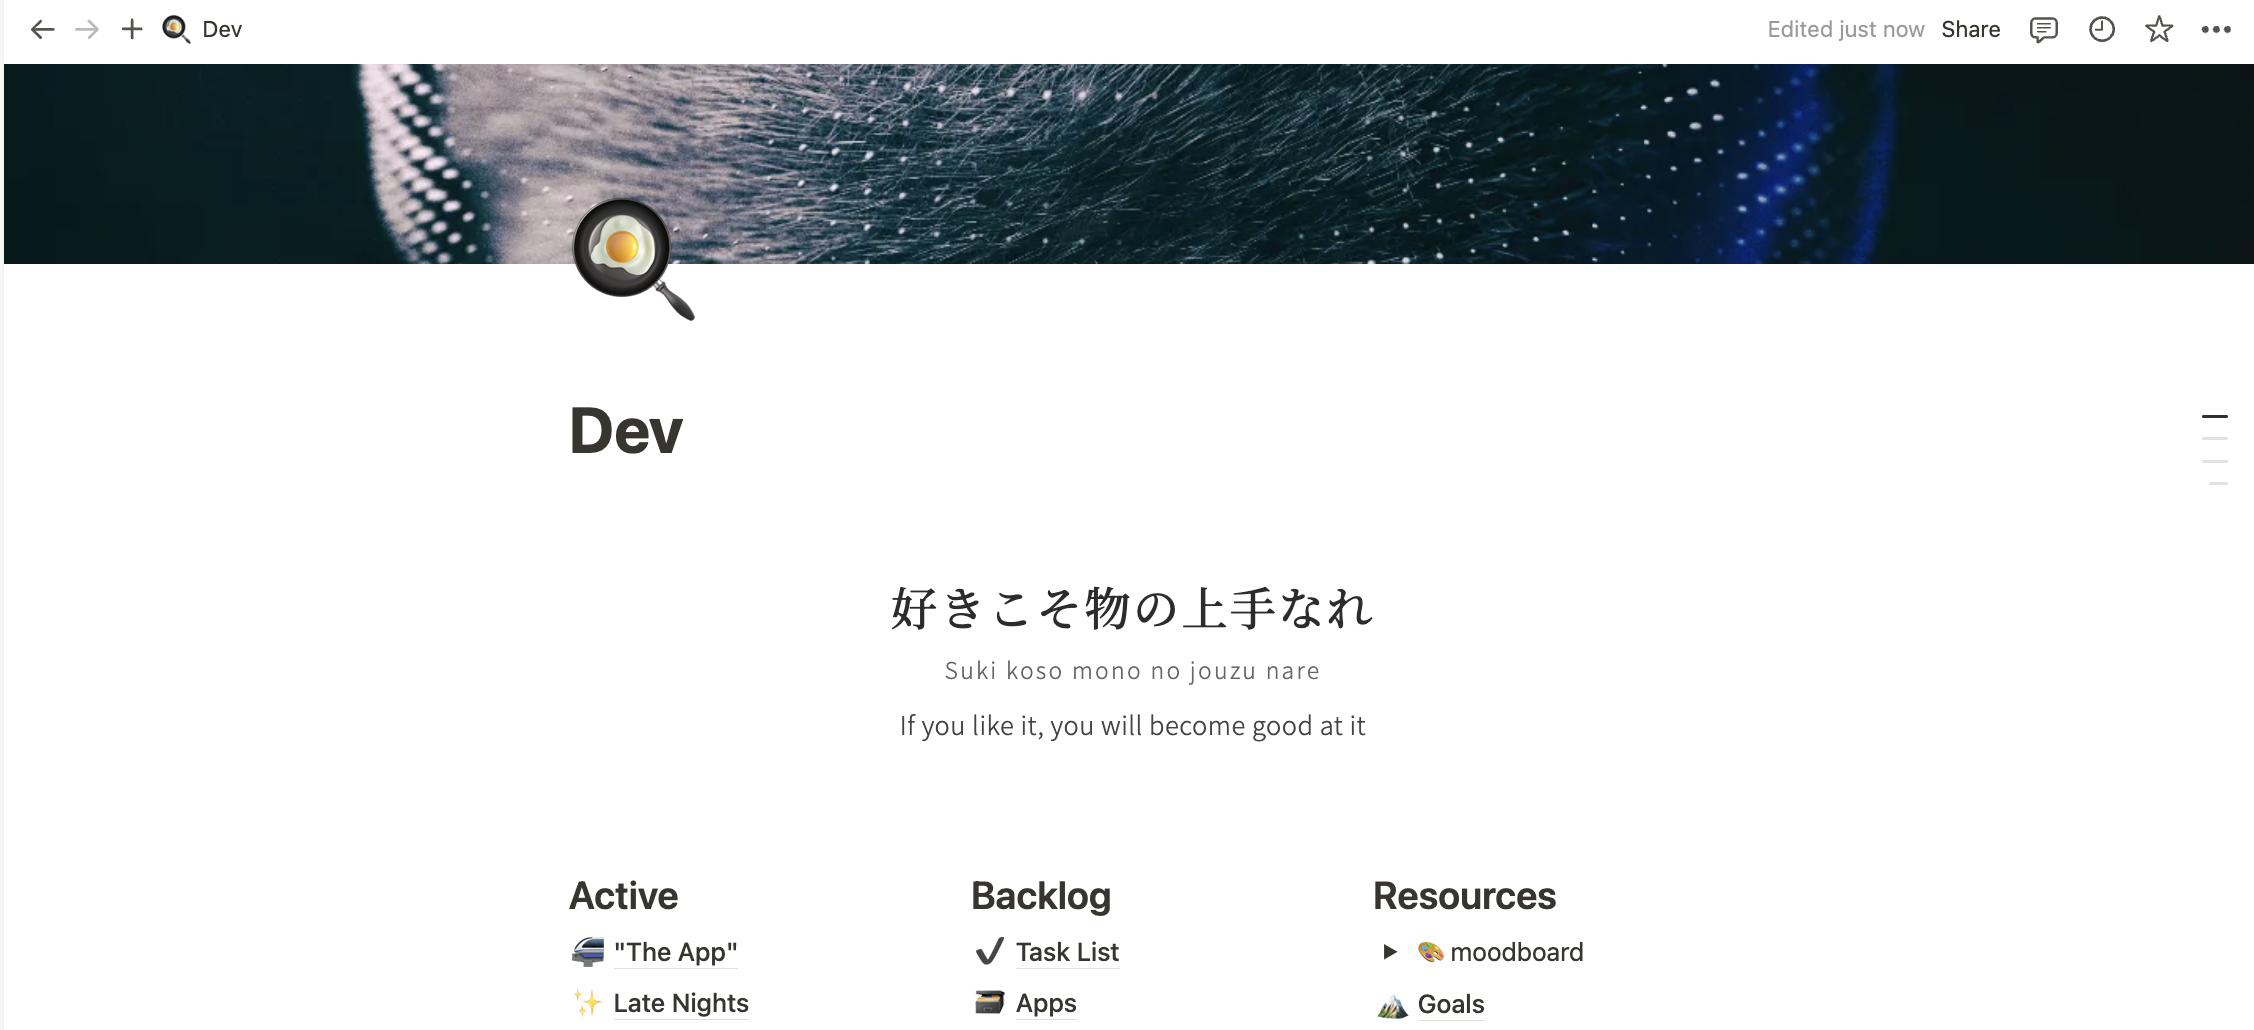 Dev
Edited just now Share
Dev
好きこそ物の上手なれ
Suki koso mono no jouzu nare
If you like it, you will become good at it
Active
"The App"
Late Nights
Backlog
Task List
Apps
Resources
moodboard
Goals